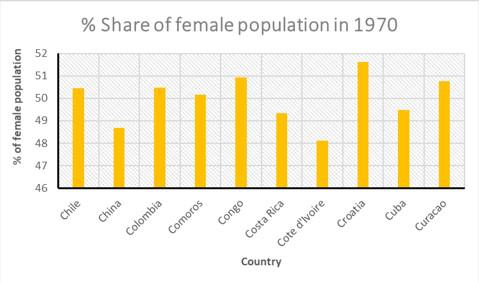 % Share of female population in 1970
% of female population
52
51
50
49
48
47
46
Chile
China
Colombia
Comoros
Congo
Costa Rica
Cote d'Ivoire
Croatia
Cuba
Curacao
Country